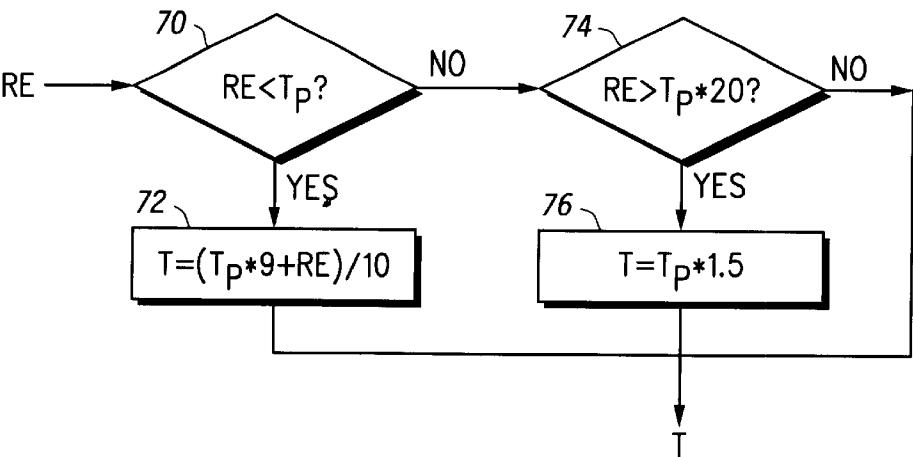 70
74
RE
RE<Tp?
NO
RE>Tp*20?
NO
YES
YES
72
76
T=(Tp*9+RE)/10
T=Tp*1.5
T